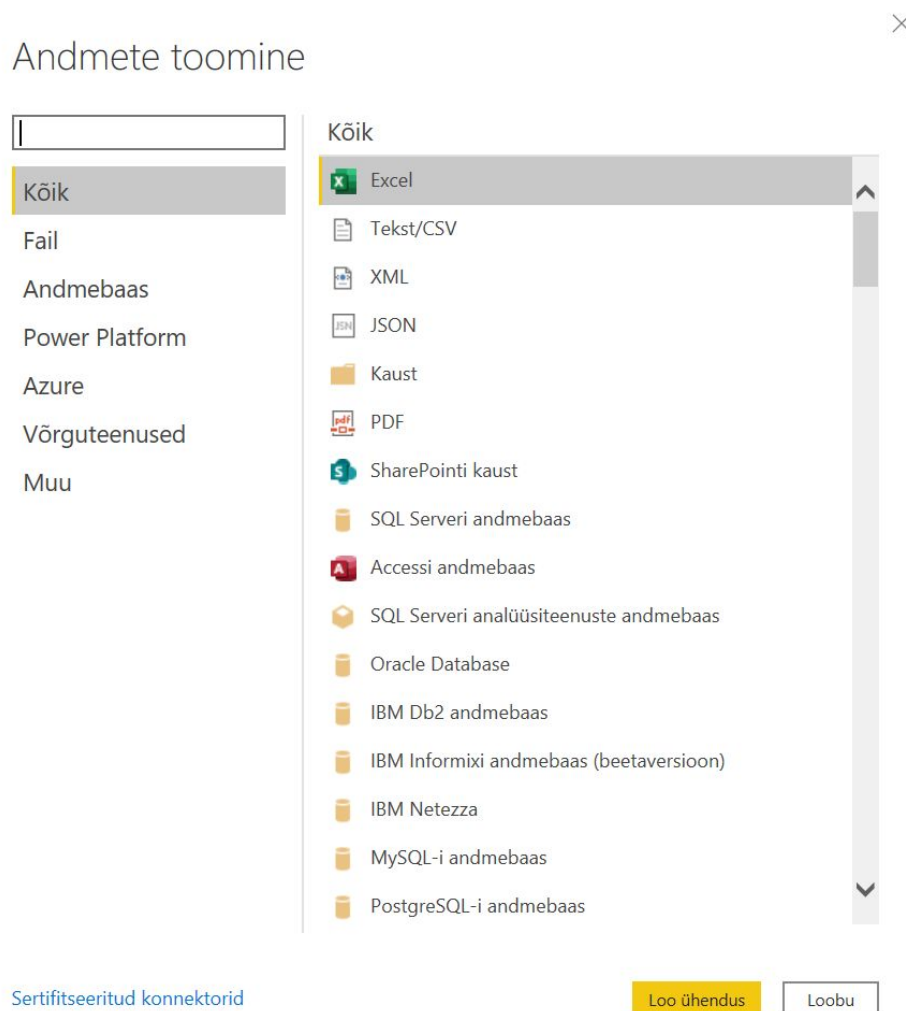 Andmete toomine
Kõik
Fail
Andmebaas
Power Platform
Azure
Võrguteenused
Muu
Kõik
Excel
Tekst/CSV
XML
JSON
Kaust
PDF
SharePointi kaust
SQL Serveri andmebaas
Accessi andmebaas
SQL Serveri analüüsiteenuste andmebaas
Oracle Database
IBM Db2 andmebaas
IBM Informixi andmebaas (beetaversioon)
IBM Netezza
MySQL-i andmebaas
PostgreSQL-i andmebaas
Sertifitseeritud konnektorid
Loo ühendus
Loobu